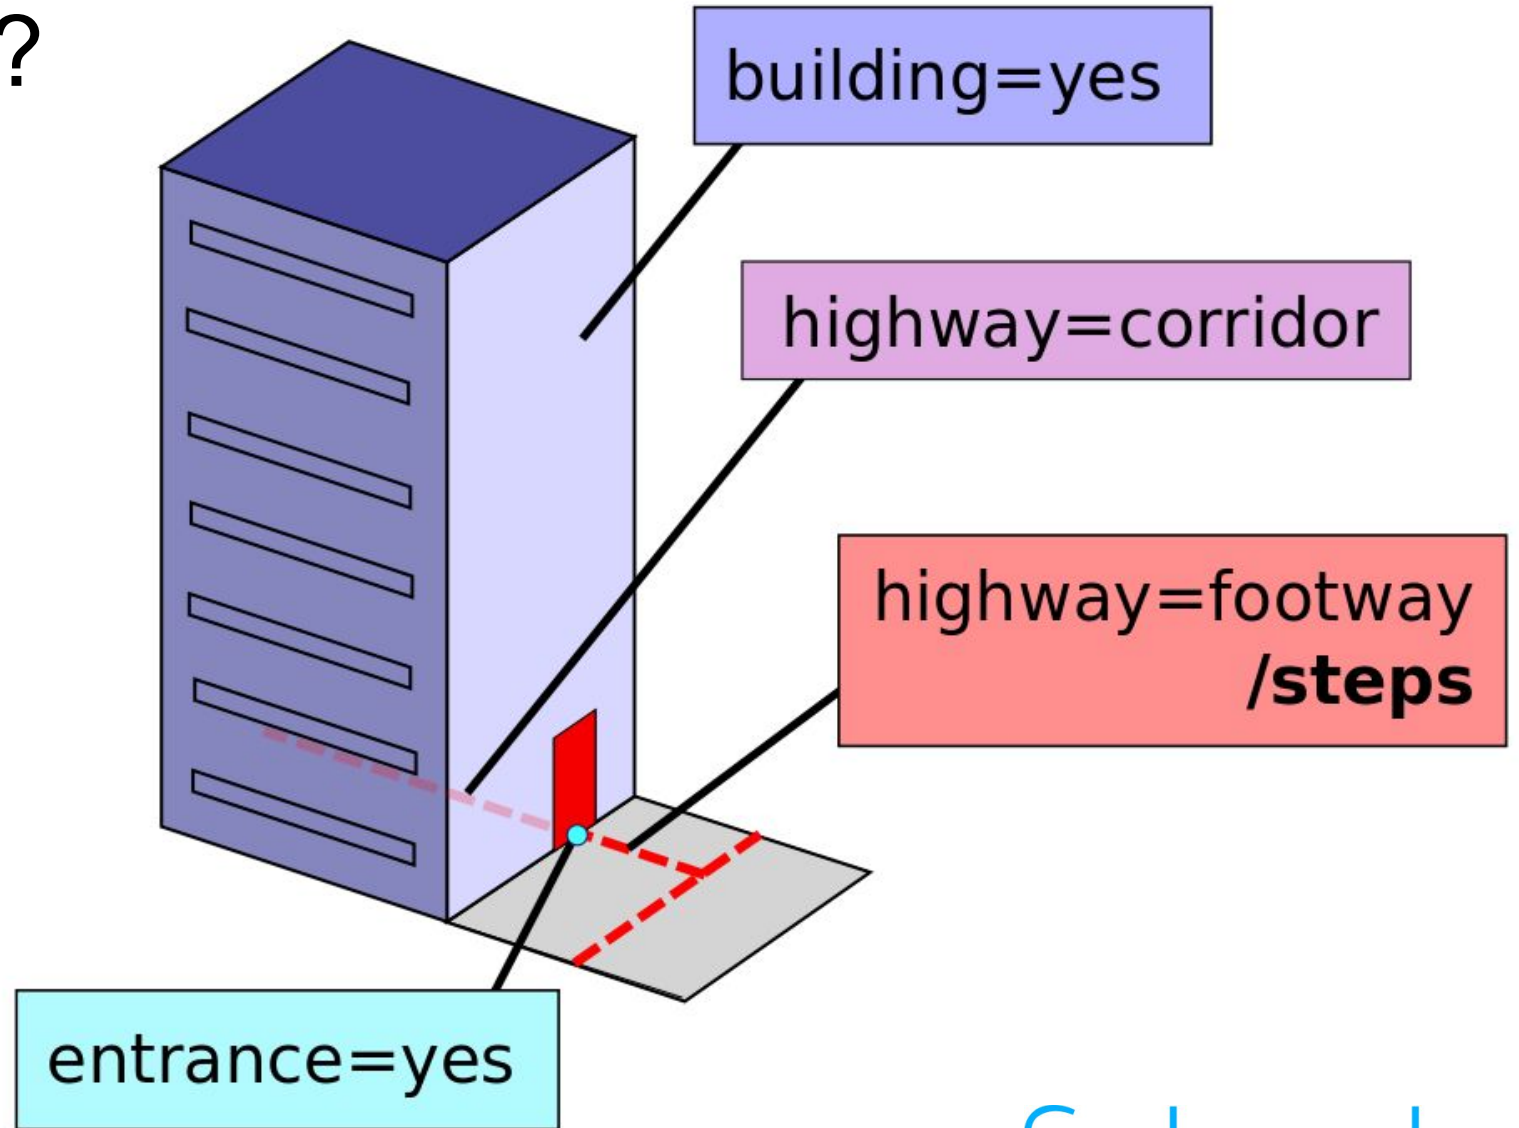 ?
building=yes
highway=corridor
highway=footway
/steps
entrance=yes